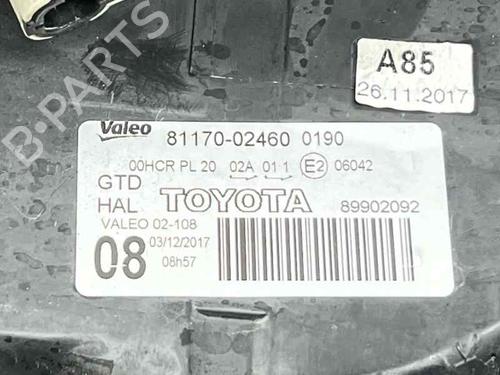 A85
26.11.2017
Valeo 81170-02460 0190
00HCR PL 20 02A 01 1 E2 06042
GTD
HAL TOYOTA 89902092
VALEO 02-108
08 03/12/2017
08h57
B-PARTS